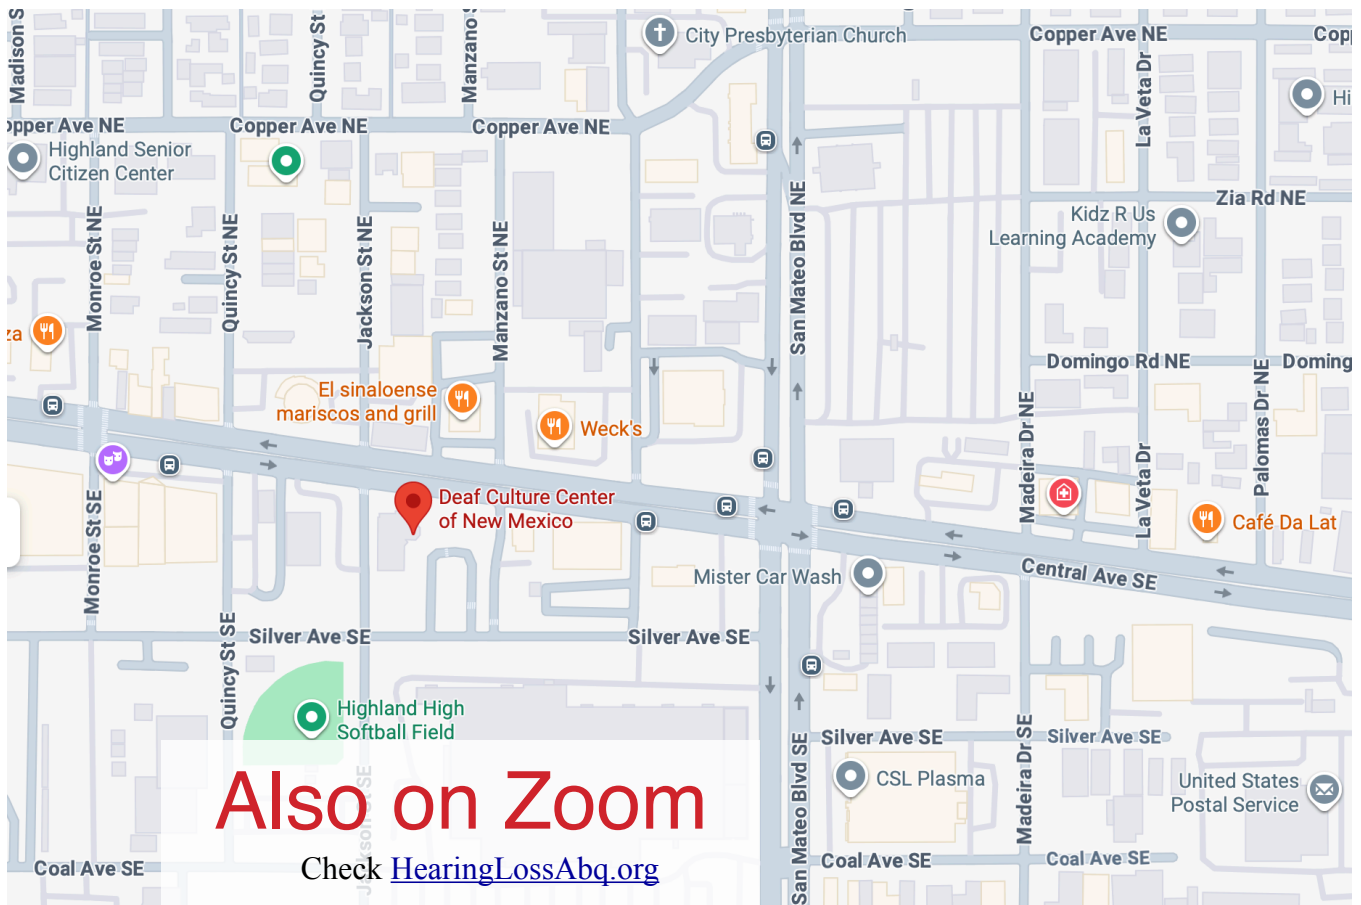 Madison S
Quincy St
Manzano S
City Presbyterian Church
Copper Ave NE
Copp
La Veta Dr
Hi
opper Ave NE
Copper Ave NE
Copper Ave NE
Highland Senior
Citizen Center
Zia Rd NE
Kidz R Us
Learning Academy
Monroe St NE
Quincy St NE
Jackson St NE
Manzano St NE
San Mateo Blvd NE
za
Domingo Rd NE
Doming
El sinaloense
mariscos and grill
Weck's
Madeira Dr NE
La Veta Dr
Palomas Dr NE
Deaf Culture Center
of New Mexico
Café Da Lat
Monroe St SE
Mister Car Wash
Central Ave SE
Quincy St SE
Silver Ave SE
Silver Ave SE
Highland High
Softball Field
Silver Ave SE
Silver Ave SE
San Mateo Blvd SE
Madeira Dr SE
CSL Plasma
United States
Postal Service
Also on Zoom
Jackson St SE
Coal Ave SE
Check HearingLossAbq.org
Coal Ave SE
Coal Ave SE